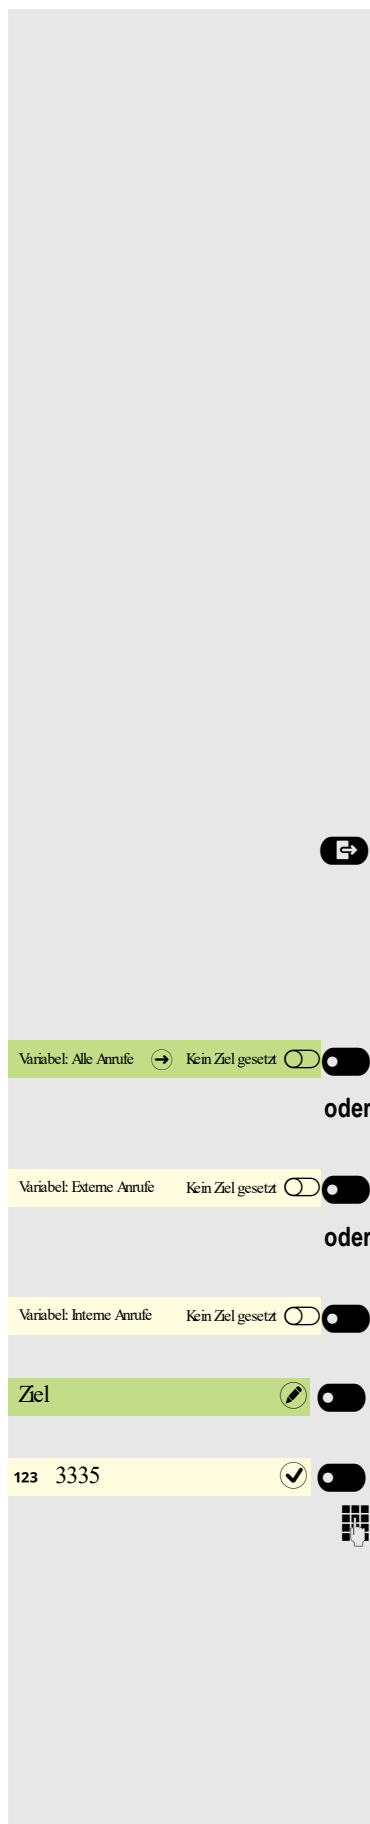 Variabel: Alle Anrufe Kein Ziel gesetzt
oder
Variabel: Externe Anrufe Kein Ziel gesetzt
oder
Variabel: Interne Anrufe Kein Ziel gesetzt
Ziel
123 3335